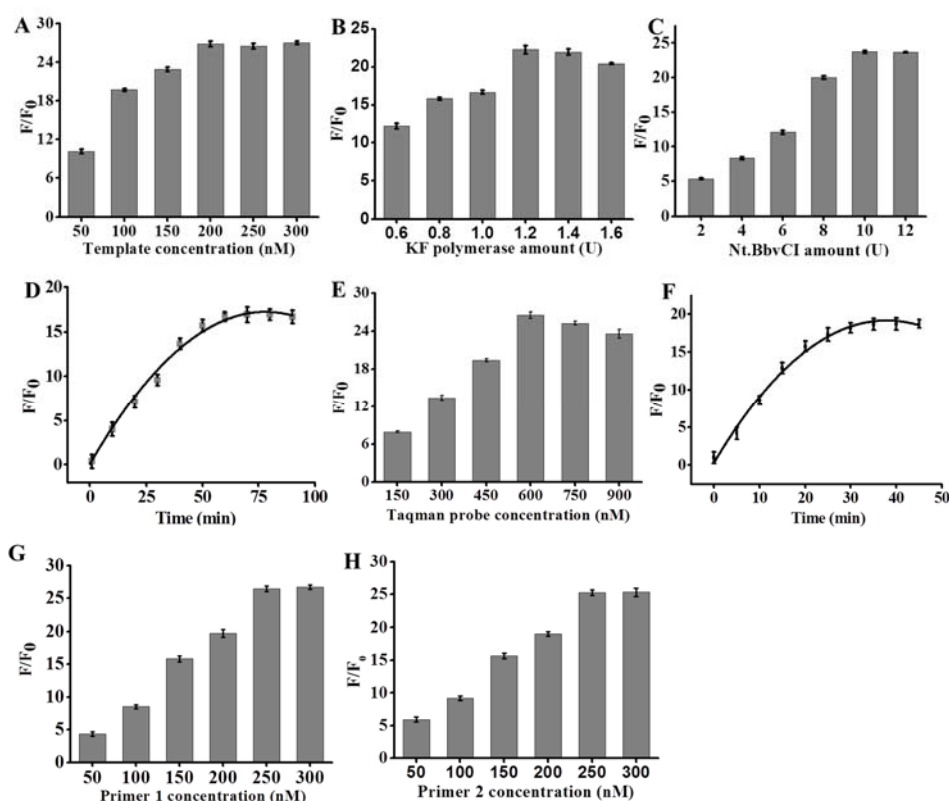 A
30
24
18
12
6
0
F/F0
50 100 150 200 250 300
Template concentration (nM)
B
25
20
15
10
5
0
F/F0
0.6 0.8 1.0 1.2 1.4 1.6
KF polymerase amount (U)
C
25
20
15
10
5
0
F/F0
2 4 6 8 10 12
Nt.BbvCI amount (U)
D
20
15
10
5
0
F/F0
0 25 50 75 100
Time (min)
E
30
24
18
12
6
0
F/F0
150 300 450 600 750 900
Taqman probe concentration (nM)
F
20
15
10
5
0
F/F0
0 10 20 30 40 50
Time (min)
G
30
25
20
15
10
5
0
F/F0
50 100 150 200 250 300
Primer 1 concentration (nM)
H
30
25
20
15
10
5
0
F/F0
50 100 150 200 250 300
Primer 2 concentration (nM)